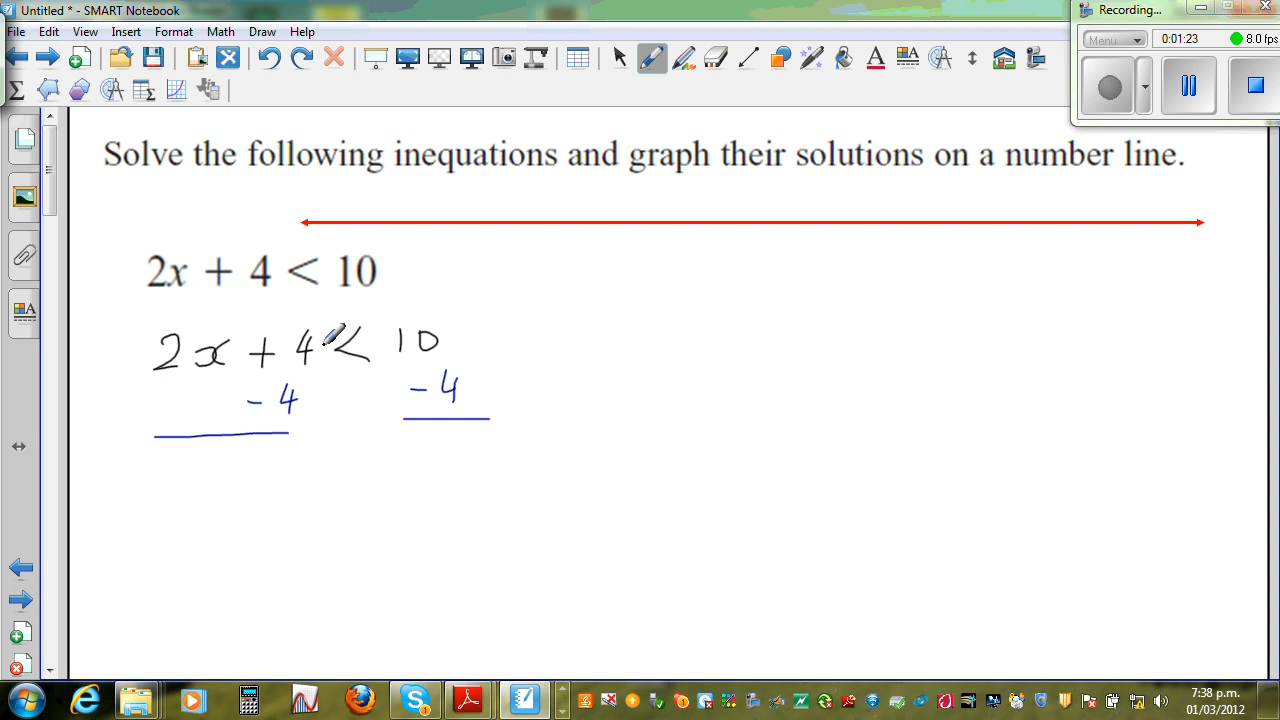 Untitled * - SMART Notebook
File Edit View Insert Format Math Draw Help
Recording...
Menu
0:01:23
8.0 fps
Solve the following inequations and graph their solutions on a number line.
2x + 4 < 10
2x + 4 < 10
- 4 - 4
7:38 p.m.
01/03/2012